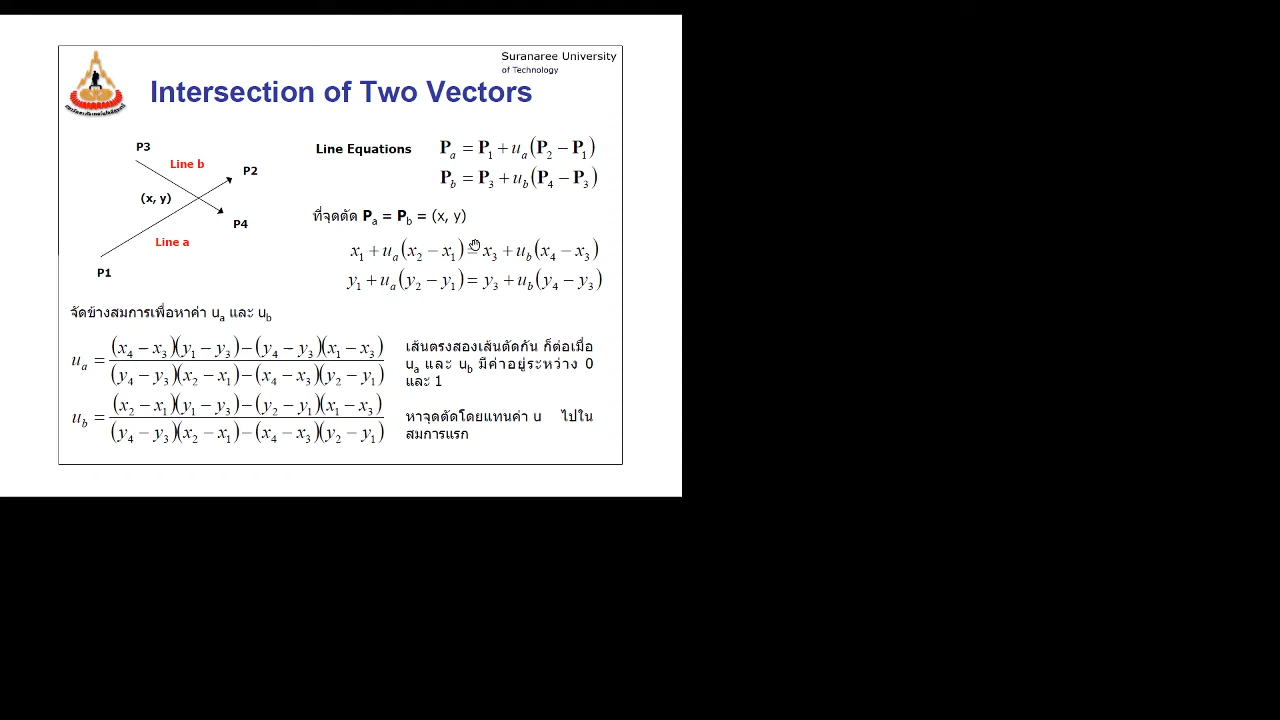 Suranaree University
of Technology
Intersection of Two Vectors
P3
Line b
P2
(x, y)
P4
Line a
P1
Line Equations
Pₐ = P₁ + uₐ(P₂ − P₁)
P_b = P₃ + u_b(P₄ − P₃)
ที่จุดตัด Pₐ = P_b = (x, y)
x₁ + uₐ(x₂ − x₁) = x₃ + u_b(x₄ − x₃)
y₁ + uₐ(y₂ − y₁) = y₃ + u_b(y₄ − y₃)
จัดข้างสมการเพื่อหาค่า uₐ และ u_b
uₐ = ((x₄ − x₃)(y₁ − y₃) − (y₄ − y₃)(x₁ − x₃)) / ((y₄ − y₃)(x₂ − x₁) − (x₄ − x₃)(y₂ − y₁))
u_b = ((x₂ − x₁)(y₁ − y₃) − (y₂ − y₁)(x₁ − x₃)) / ((y₄ − y₃)(x₂ − x₁) − (x₄ − x₃)(y₂ − y₁))
เส้นตรงสองเส้นตัดกัน ก็ต่อเมื่อ
uₐ และ u_b มีค่าอยู่ระหว่าง 0
และ 1
หาจุดตัดโดยแทนค่า u ไปใน
สมการแรก